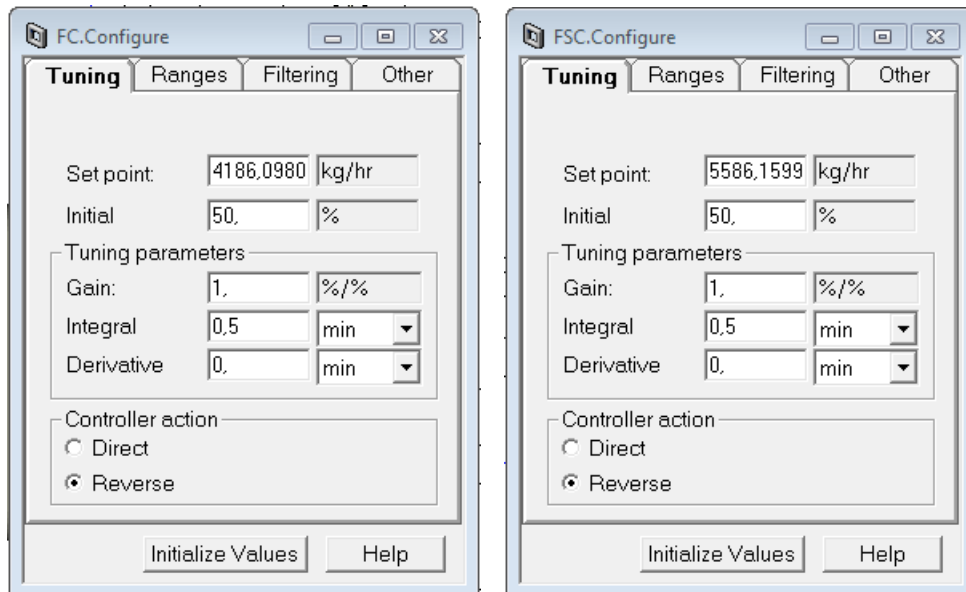 FC.Configure
Tuning Ranges Filtering Other
Set point: 4186,0980 kg/hr
Initial 50, %
Tuning parameters
Gain: 1, %/%
Integral 0,5 min
Derivative 0, min
Controller action
Direct
Reverse
Initialize Values Help
FSC.Configure
Tuning Ranges Filtering Other
Set point: 5586,1599 kg/hr
Initial 50, %
Tuning parameters
Gain: 1, %/%
Integral 0,5 min
Derivative 0, min
Controller action
Direct
Reverse
Initialize Values Help